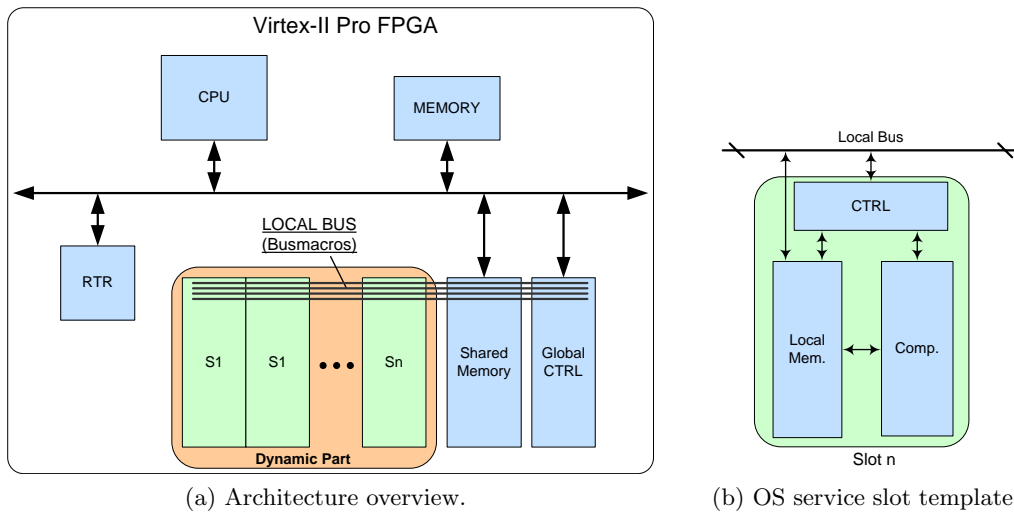 Virtex-II Pro FPGA
CPU
MEMORY
LOCAL BUS
(Busmacros)
RTR
S1
S1
Sn
Shared
Memory
Global
CTRL
Dynamic Part
(a) Architecture overview.
Local Bus
CTRL
Local
Mem.
Comp.
Slot n
(b) OS service slot template